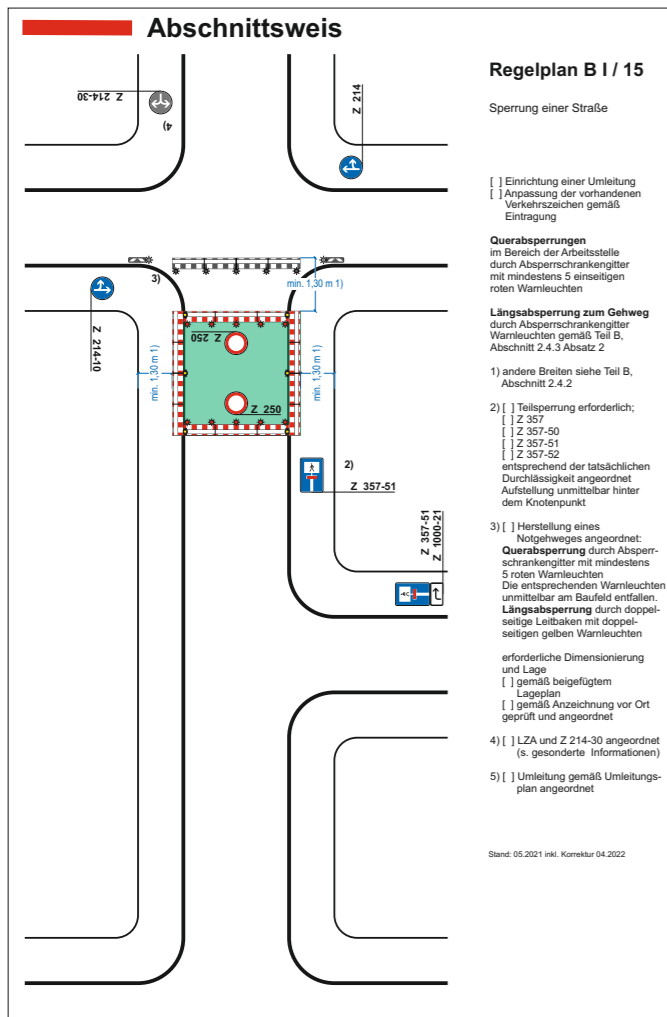 Abschnittsweis
Regelplan B I / 15
Sperrung einer Straße
[ ] Einrichtung einer Umleitung
[ ] Anpassung der vorhandenen
Verkehrszeichen gemäß
Eintragung
Querabsperrungen
im Bereich der Arbeitsstelle
durch Absperrschrankengitter
mit mindestens 5 einseitigen
roten Warnleuchten
Längsabsperrung zum Gehweg
durch Absperrschrankengitter
Warnleuchten gemäß Teil B,
Abschnitt 2.4.3 Absatz 2
1) andere Breiten siehe Teil B,
Abschnitt 2.4.2
2) [ ] Teilsperrung erforderlich;
[ ] Z 357
[ ] Z 357-50
[ ] Z 357-51
[ ] Z 357-52
entsprechend der tatsächlichen
Durchlässigkeit angeordnet
Aufstellung unmittelbar hinter
dem Knotenpunkt
3) [ ] Herstellung eines
Notgehweges angeordnet:
Querabsperrung durch Absperr-
schrankengitter mit mindestens
5 roten Warnleuchten
Die entsprechenden Warnleuchten
unmittelbar am Baufeld entfallen.
Längsabsperrung durch doppel-
seitige Leitbaken mit doppel-
seitigen gelben Warnleuchten
erforderliche Dimensionierung
und Lage
[ ] gemäß beigefügtem
Lageplan
[ ] gemäß Anzeichnung vor Ort
geprüft und angeordnet
4) [ ] LZA und Z 214-30 angeordnet
(s. gesonderte Informationen)
5) [ ] Umleitung gemäß Umleitungs-
plan angeordnet
Stand: 05.2021 inkl. Korrektur 04.2022
Z 214-30
4)
Z 214
3)
min. 1,30 m 1)
Z 214-10
min. 1,30 m 1)
Z 250
min. 1,30 m 1)
Z 250
2)
Z 357-51
Z 357-51
Z 1000-21